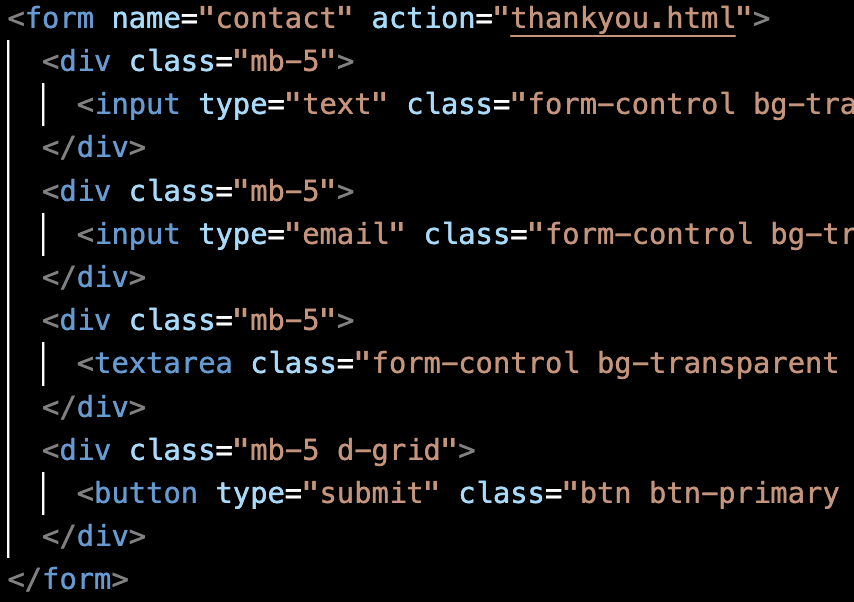 <form name="contact" action="thankyou.html">
<div class="mb-5">
<input type="text" class="form-control bg-tra
</div>
<div class="mb-5">
<input type="email" class="form-control bg-tr
</div>
<div class="mb-5">
<textarea class="form-control bg-transparent
</div>
<div class="mb-5 d-grid">
<button type="submit" class="btn btn-primary
</div>
</form>